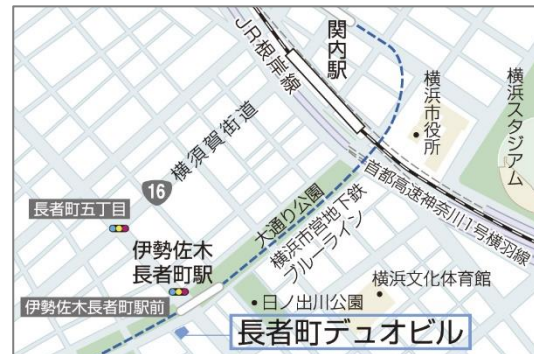 関内駅
JR根岸線
横浜市役所
横浜スタジアム
横須賀街道
16
首都高速神奈川1号横羽線
長者町五丁目
大通り公園
横浜市営地下鉄
ブルーライン
伊勢佐木
長者町駅
横浜文化体育館
伊勢佐木長者町駅前
日ノ出川公園
長者町デュオビル